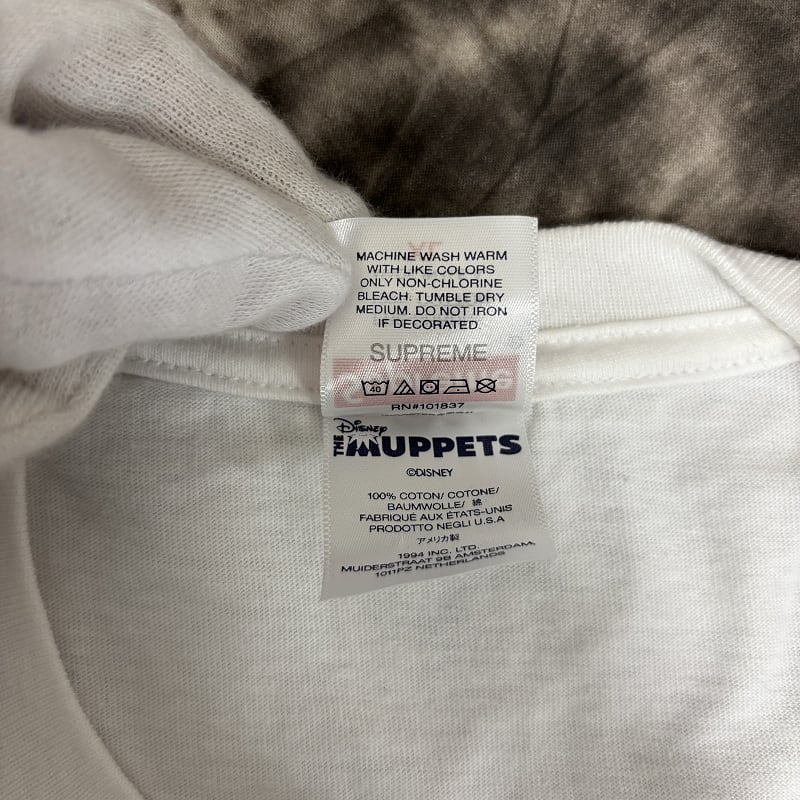 MACHINE WASH WARM
WITH LIKE COLORS
ONLY NON-CHLORINE
BLEACH. TUMBLE DRY
MEDIUM. DO NOT IRON
IF DECORATED.
SUPREME
40
RN#101837
Disney
THE MUPPETS
©DISNEY
100% COTON/ COTONE/
BAUMWOLLE/ 綿
FABRIQUÉ AUX ÉTATS-UNIS
PRODOTTO NEGLI U.S.A
アメリカ製
1994 INC. LTD.
MUIDERSTRAAT 9B AMSTERDAM,
1011PZ NETHERLANDS